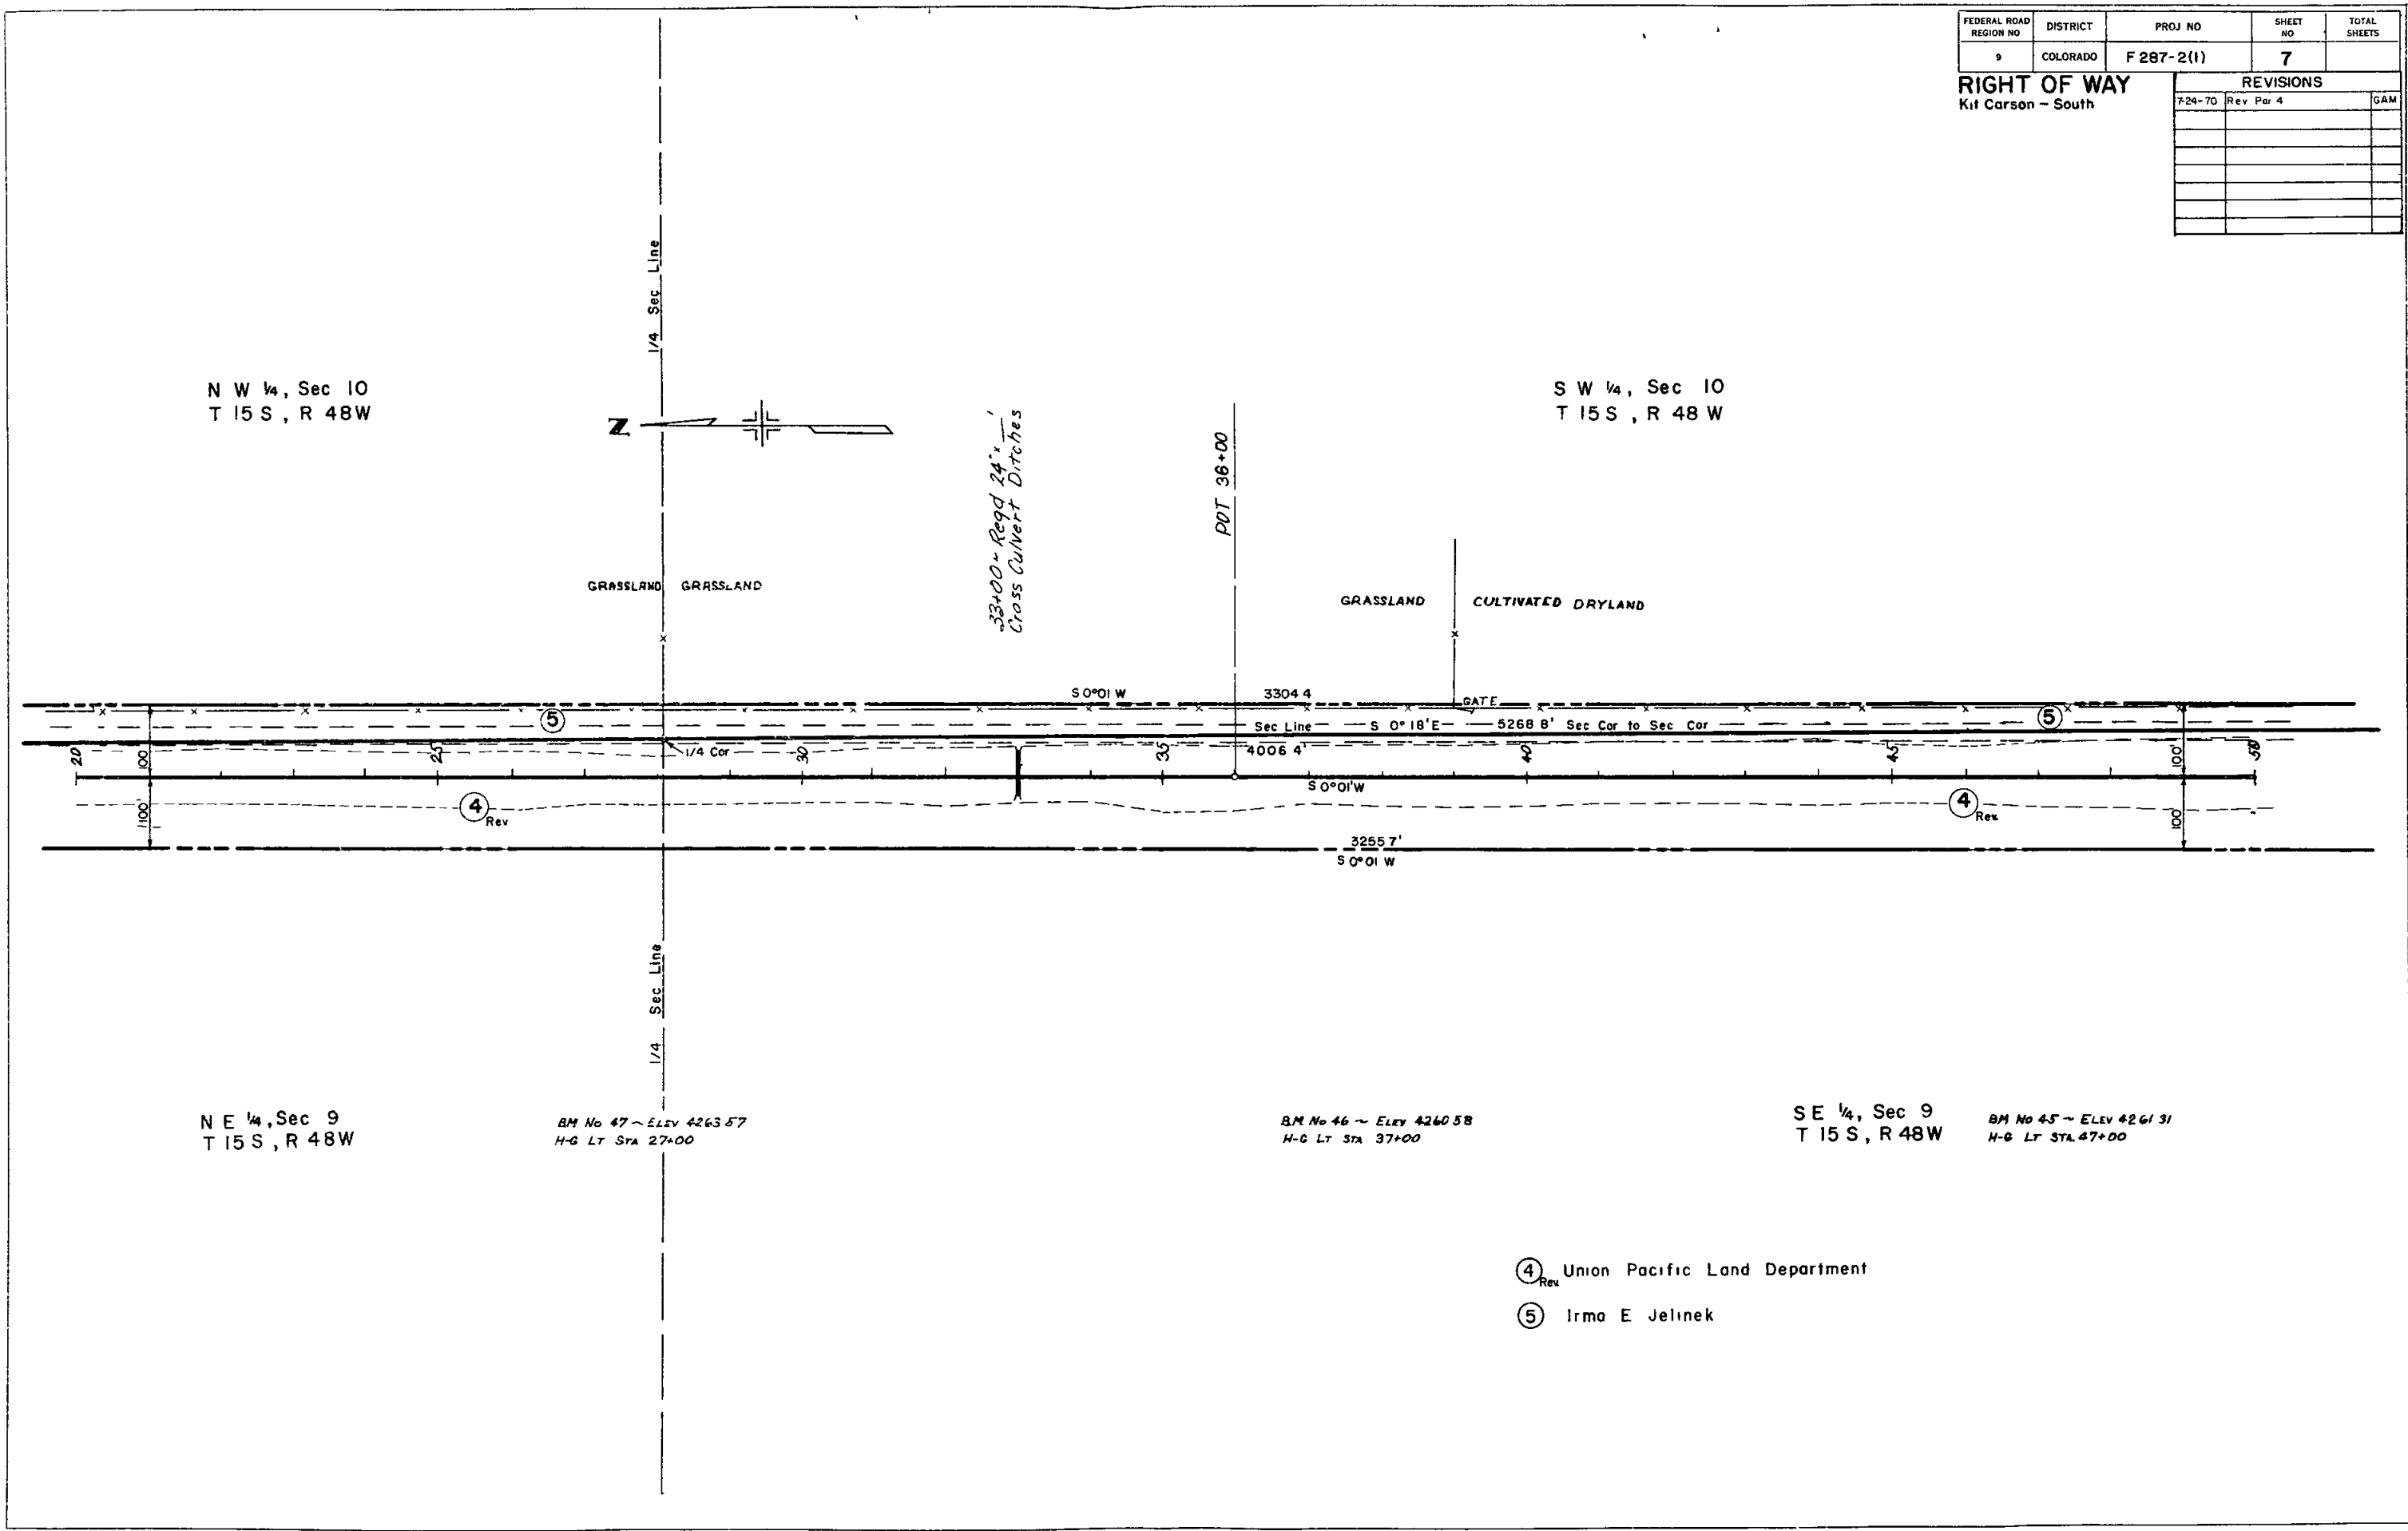 FEDERAL ROAD REGION NO
DISTRICT
PROJ NO
SHEET NO
TOTAL SHEETS
9
COLORADO
F 287-2(1)
7
RIGHT OF WAY
Kit Carson - South
REVISIONS
7-24-70 Rev Par 4 GAM
1/4 Sec Line
N W 1/4, Sec 10
T 15 S, R 48W
Z
S W 1/4, Sec 10
T 15 S, R 48 W
33+00 ~ Reqd 24" x __'
Cross Culvert Ditches
POT 36+00
GRASSLAND
GRASSLAND
GRASSLAND
CULTIVATED DRYLAND
S 0°01 W
3304 4
GATE
5
Sec Line S 0° 18' E 5268 8' Sec Cor to Sec Cor
5
1/4 Cor
4006 4
20
25
30
35
40
45
50
100
100
100'
100
S 0°01'W
4 Rev
4 Rev
3255 7'
S 0°01 W
1/4 Sec Line
N E 1/4, Sec 9
T 15 S, R 48W
BM No 47 ~ ELEV 4263 57
H-G LT STA 27+00
BM No 46 ~ ELEV 4260 58
H-G LT STA 37+00
S E 1/4, Sec 9
T 15 S, R 48W
BM No 45 ~ ELEV 4261 31
H-G LT STA 47+00
4 Rev Union Pacific Land Department
5 Irma E Jelinek